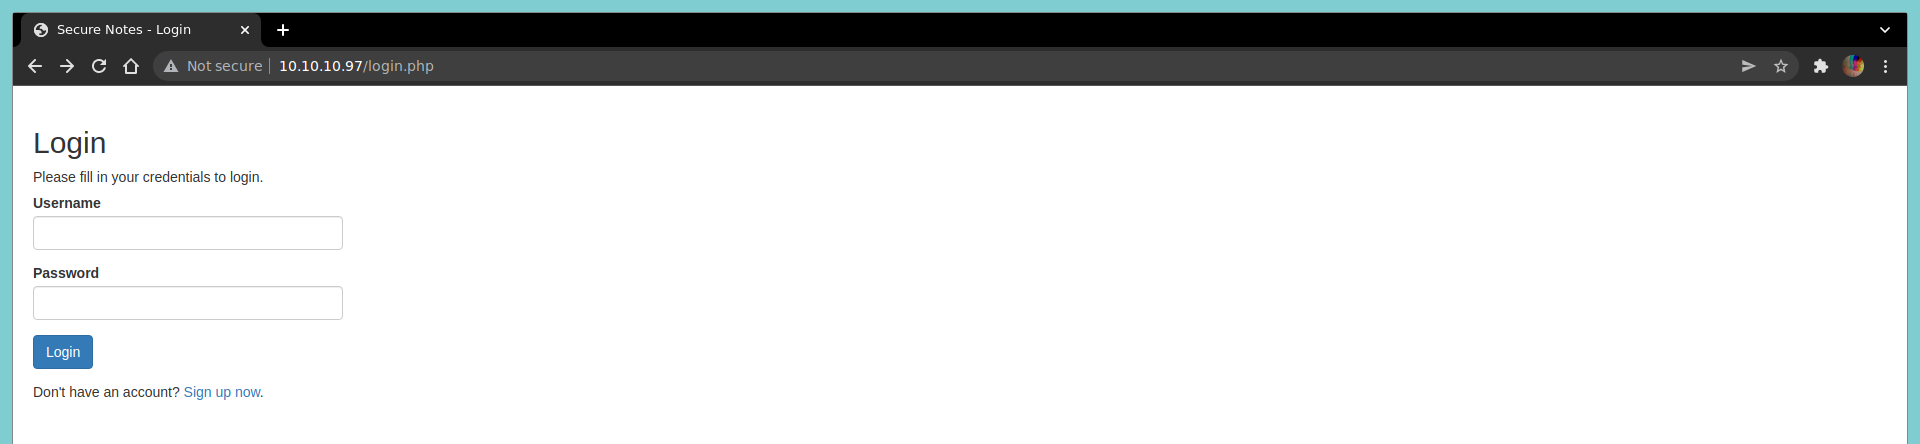 Secure Notes - Login
Not secure 10.10.10.97/login.php
Login
Please fill in your credentials to login.
Username
Password
Login
Don't have an account? Sign up now.